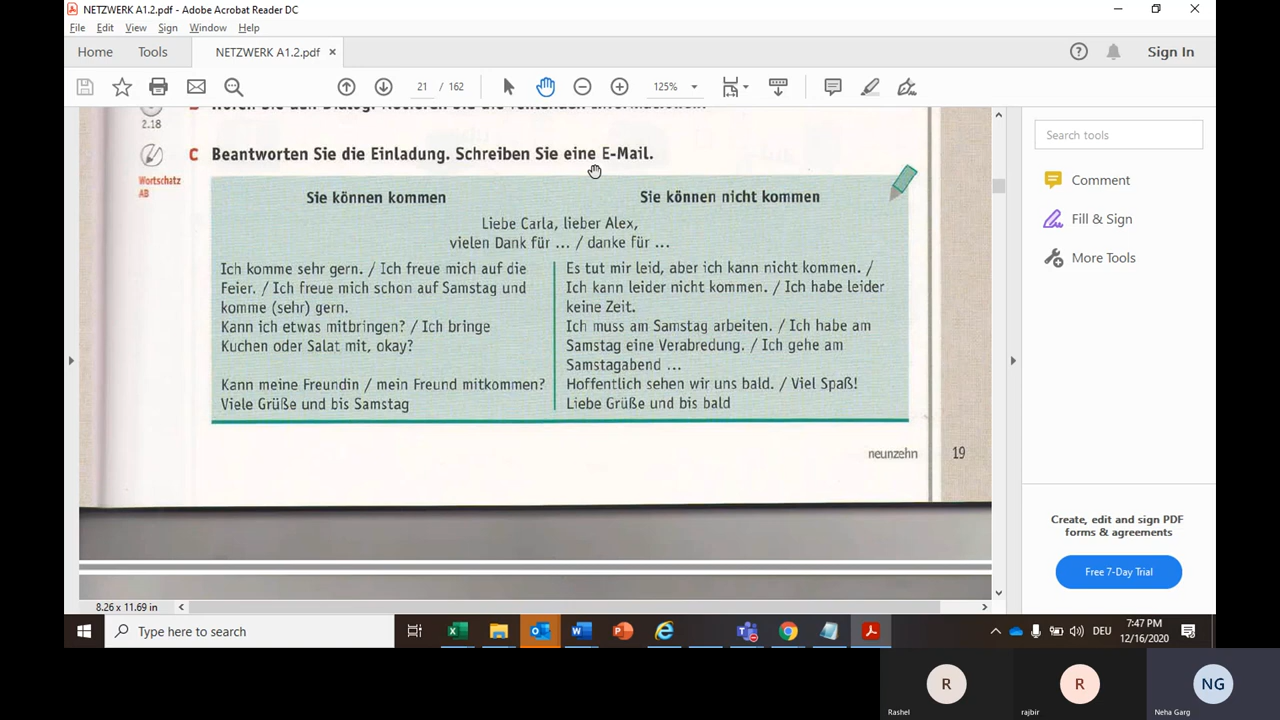 NETZWERK A1.2.pdf - Adobe Acrobat Reader DC
File Edit View Sign Window Help
Home Tools NETZWERK A1.2.pdf × Sign In
21 / 162 125%
2.18
C Beantworten Sie die Einladung. Schreiben Sie eine E-Mail.
Wortschatz
AB
Sie können kommen Sie können nicht kommen
Liebe Carla, lieber Alex,
vielen Dank für ... / danke für ...
Ich komme sehr gern. / Ich freue mich auf die
Feier. / Ich freue mich schon auf Samstag und
komme (sehr) gern.
Kann ich etwas mitbringen? / Ich bringe
Kuchen oder Salat mit, okay?
Kann meine Freundin / mein Freund mitkommen?
Viele Grüße und bis Samstag
Es tut mir leid, aber ich kann nicht kommen. /
Ich kann leider nicht kommen. / Ich habe leider
keine Zeit.
Ich muss am Samstag arbeiten. / Ich habe am
Samstag eine Verabredung. / Ich gehe am
Samstagabend ...
Hoffentlich sehen wir uns bald. / Viel Spaß!
Liebe Grüße und bis bald
neunzehn 19
8.26 x 11.69 in
Search tools
Comment
Fill & Sign
More Tools
Create, edit and sign PDF
forms & agreements
Free 7-Day Trial
Type here to search
DEU
7:47 PM
12/16/2020
R
Rashel
R
rajbir
NG
Neha Garg